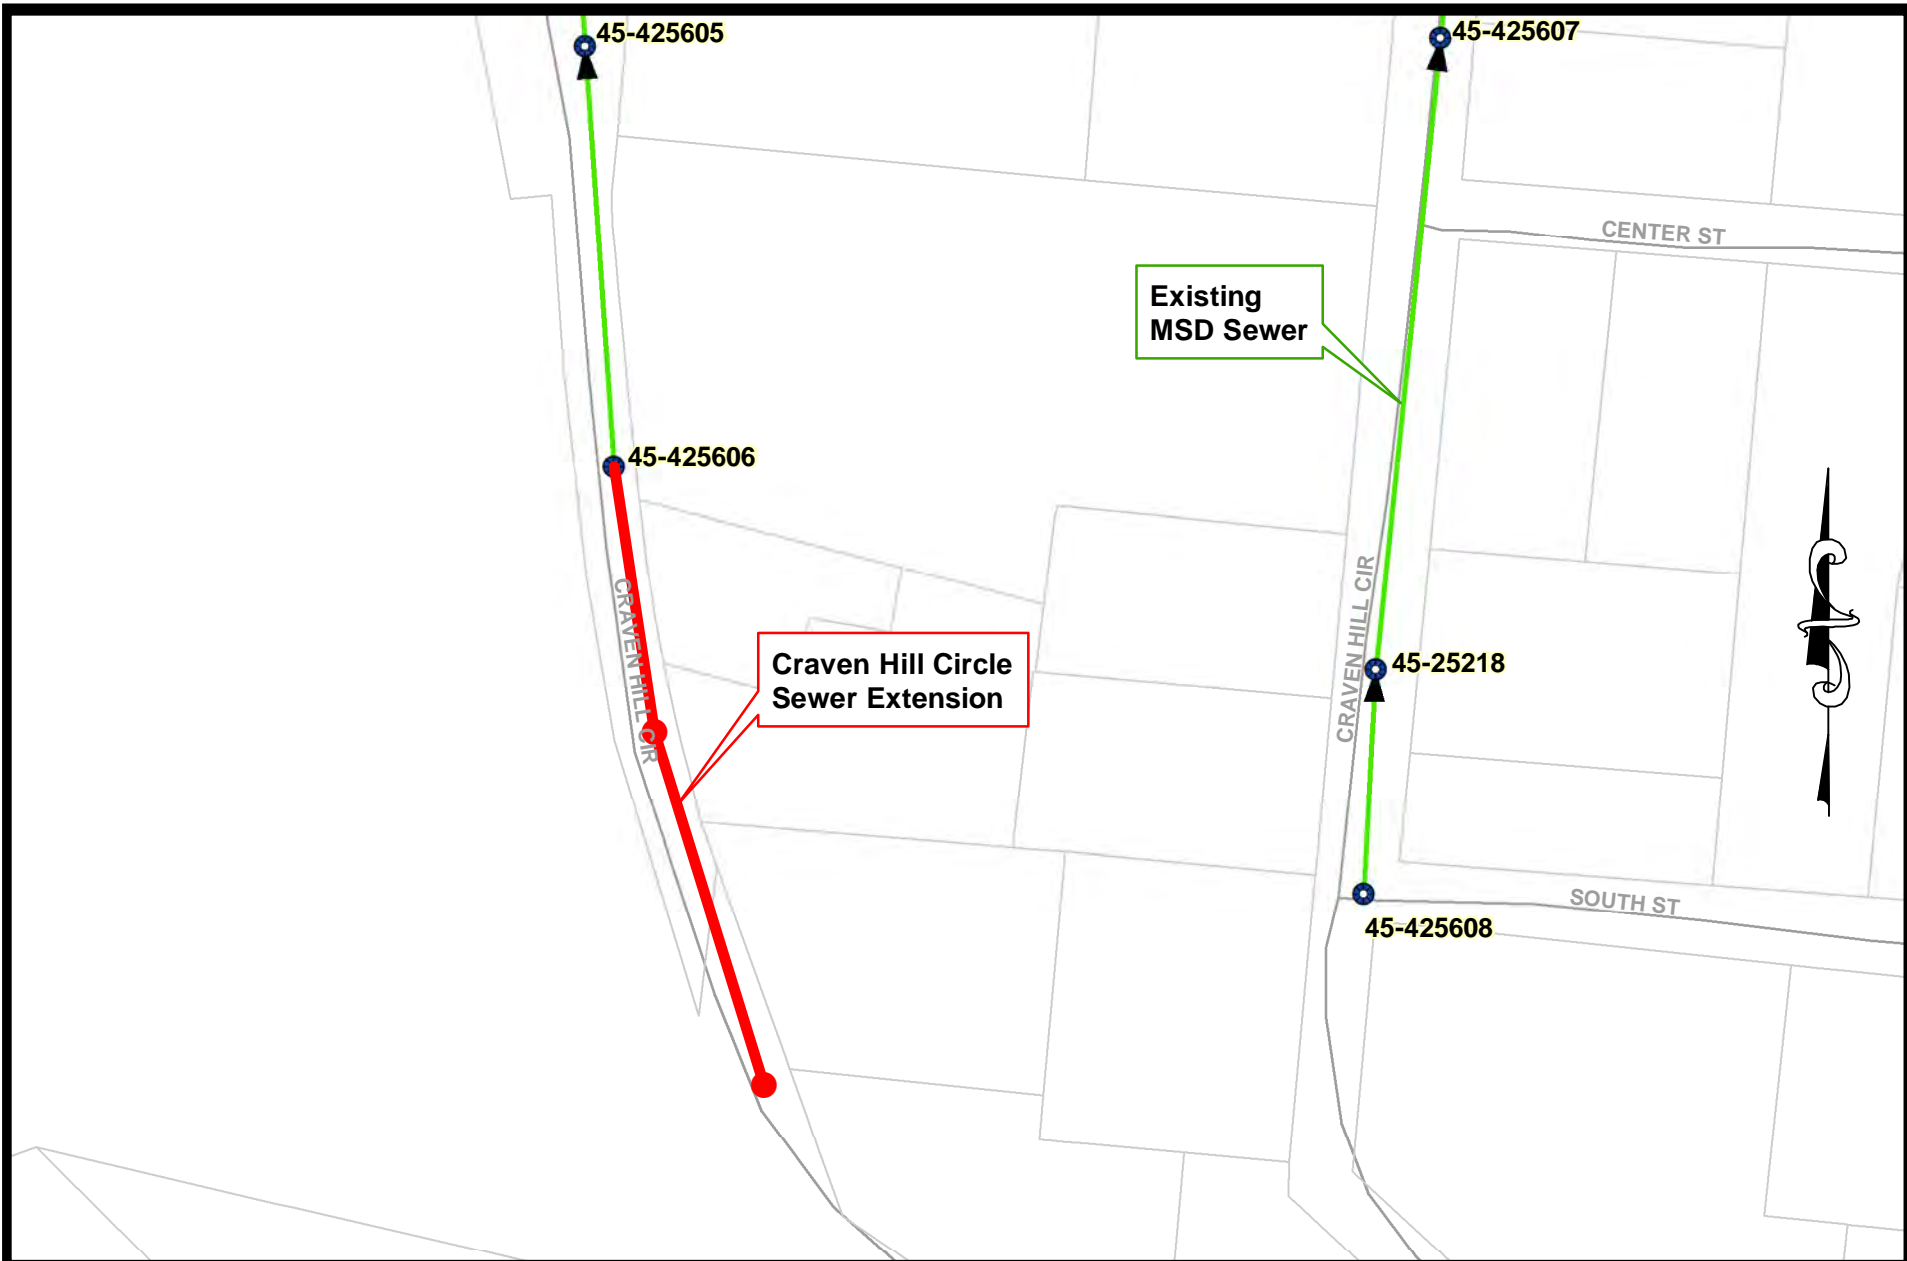 45-425605
45-425607
CENTER ST
Existing
MSD Sewer
45-425606
CRAVEN HILL CIR
CRAVEN HILL CIR
Craven Hill Circle
Sewer Extension
45-25218
SOUTH ST
45-425608